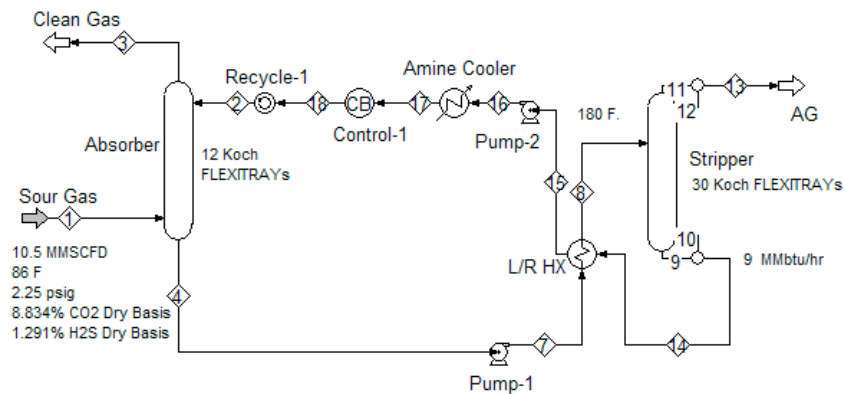 Clean Gas
3
Recycle-1
2
18
CB
Control-1
17
Amine Cooler
16
Pump-2
180 F.
11
12
13
AG
Absorber
12 Koch
FLEXITRAYs
Stripper
30 Koch FLEXITRAYs
Sour Gas
1
15
8
10
9
L/R HX
9 MMbtu/hr
10.5 MMSCFD
86 F
2.25 psig
8.834% CO2 Dry Basis
1.291% H2S Dry Basis
4
7
14
Pump-1